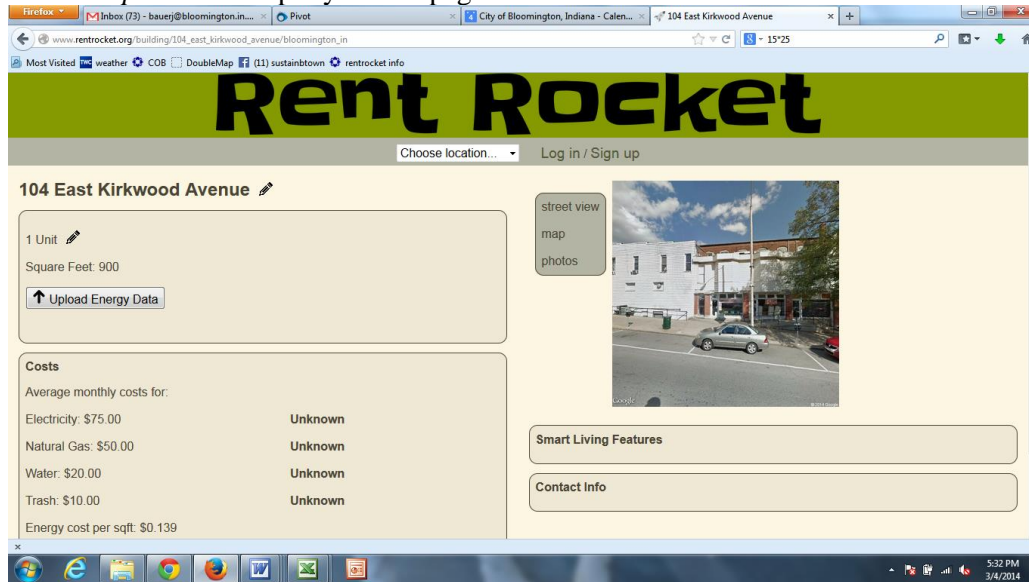 Firefox
Inbox (73) - bauerj@bloomington.in....
Pivot
City of Bloomington, Indiana - Calen...
104 East Kirkwood Avenue
www.rentrocket.org/building/104_east_kirkwood_avenue/bloomington_in
15*25
Most Visited weather COB DoubleMap (11) sustainbtown rentrocket info
Rent Rocket
Choose location... Log in / Sign up
104 East Kirkwood Avenue
1 Unit
Square Feet: 900
Upload Energy Data
street view
map
photos
Google
Costs
Average monthly costs for:
Electricity: $75.00 Unknown
Natural Gas: $50.00 Unknown
Water: $20.00 Unknown
Trash: $10.00 Unknown
Energy cost per sqft: $0.139
Smart Living Features
Contact Info
5:32 PM
3/4/2014